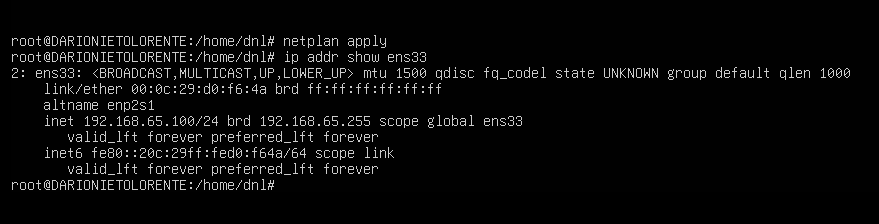 root@DARIONIETOLORENTE:/home/dnl# netplan apply
root@DARIONIETOLORENTE:/home/dnl# ip addr show ens33
2: ens33: <BROADCAST,MULTICAST,UP,LOWER_UP> mtu 1500 qdisc fq_codel state UNKNOWN group default qlen 1000
    link/ether 00:0c:29:d0:f6:4a brd ff:ff:ff:ff:ff:ff
    altname enp2s1
    inet 192.168.65.100/24 brd 192.168.65.255 scope global ens33
       valid_lft forever preferred_lft forever
    inet6 fe80::20c:29ff:fed0:f64a/64 scope link
       valid_lft forever preferred_lft forever
root@DARIONIETOLORENTE:/home/dnl#